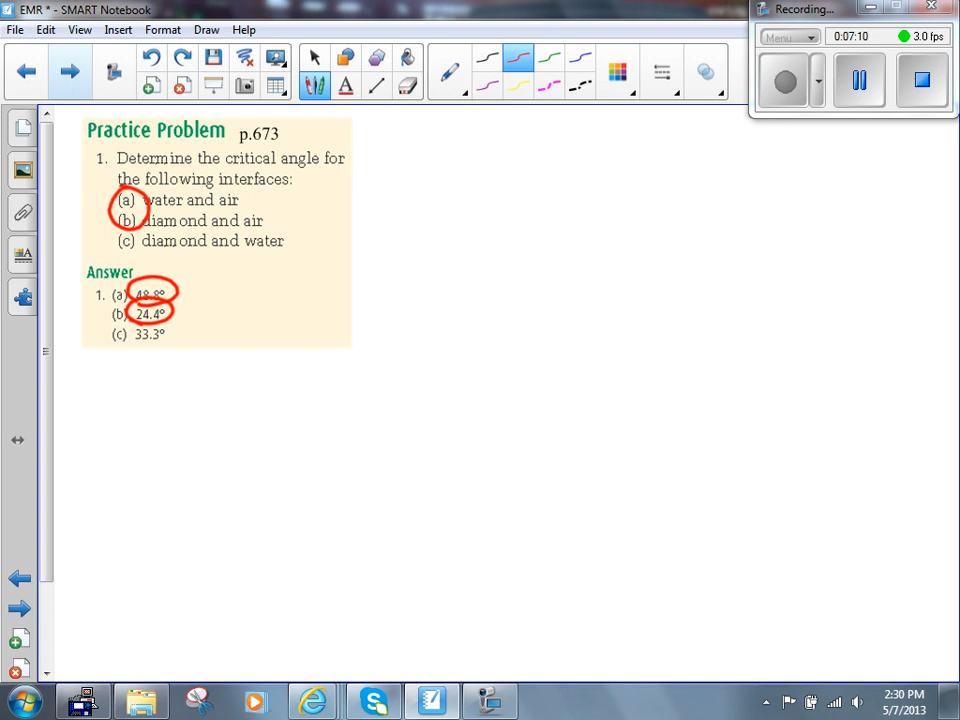 EMR * - SMART Notebook
Recording...
File Edit View Insert Format Draw Help
Menu
0:07:10
3.0 fps
Practice Problem p.673
1. Determine the critical angle for
the following interfaces:
(a) water and air
(b) diamond and air
(c) diamond and water
Answer
1. (a) 48.8°
(b) 24.4°
(c) 33.3°
2:30 PM
5/7/2013